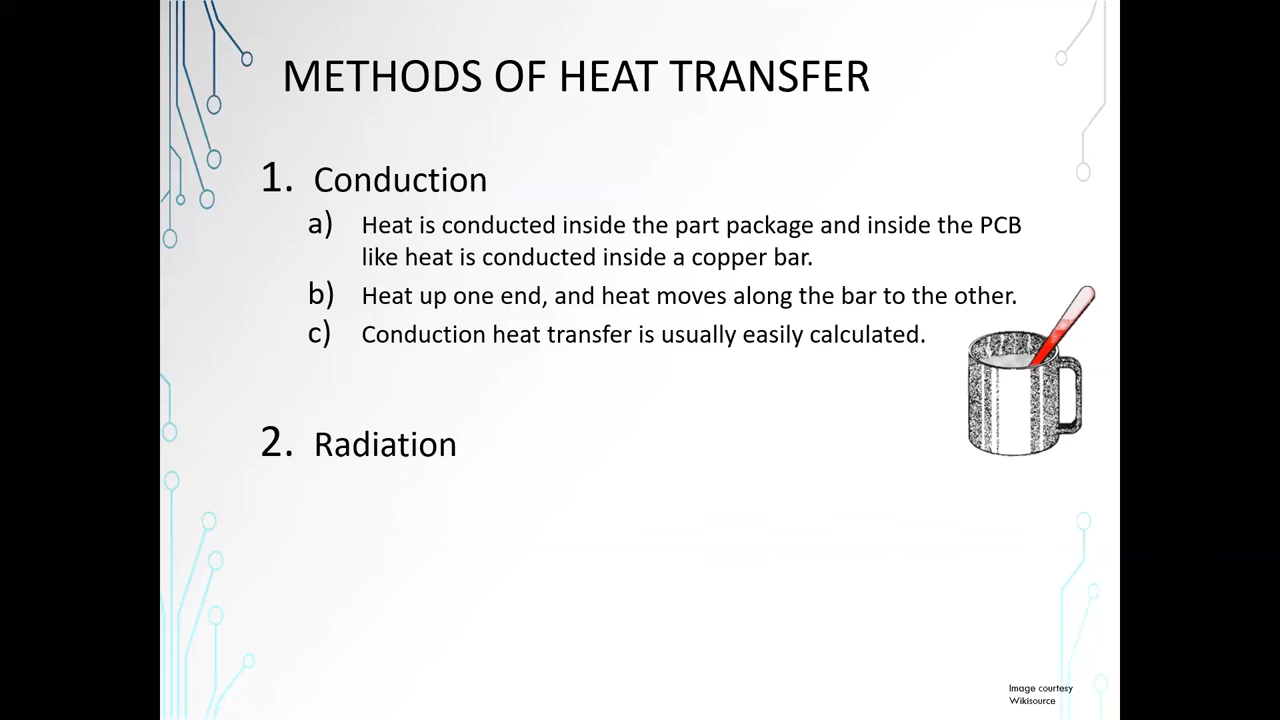 METHODS OF HEAT TRANSFER
1. Conduction
a) Heat is conducted inside the part package and inside the PCB
like heat is conducted inside a copper bar.
b) Heat up one end, and heat moves along the bar to the other.
c) Conduction heat transfer is usually easily calculated.
2. Radiation
Image courtesy
Wikisource